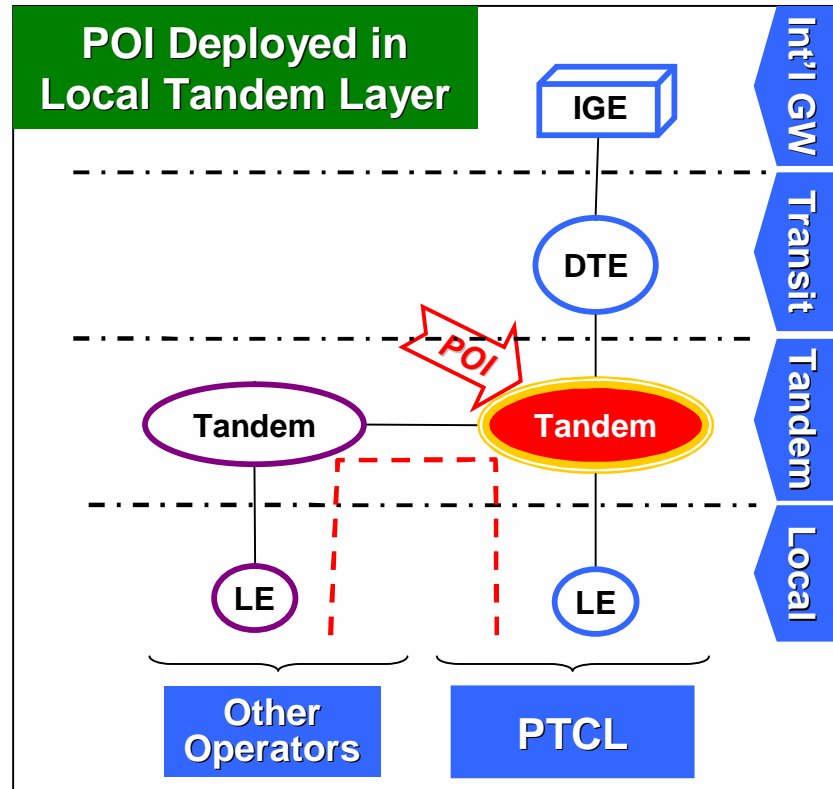 POI Deployed in
Local Tandem Layer
IGE
Int'l GW
DTE
Transit
POI
Tandem
Tandem
Tandem
LE
LE
Local
Other
Operators
PTCL